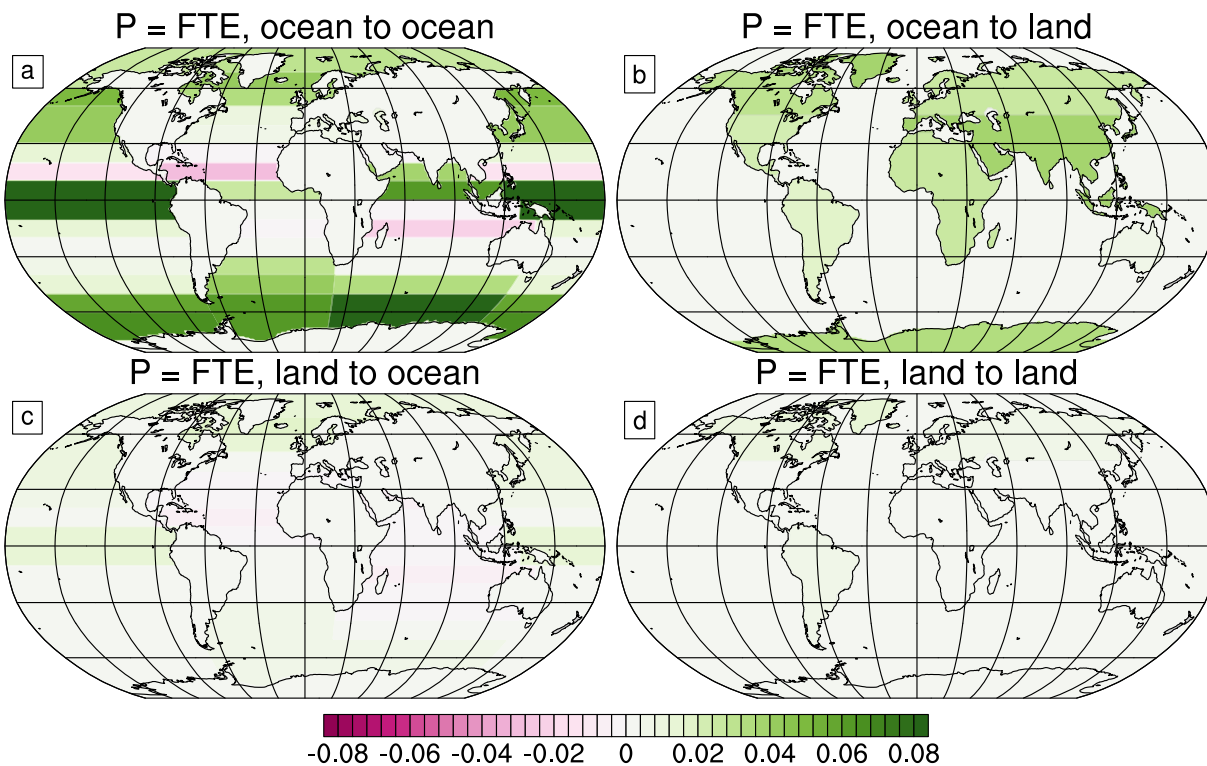 P = FTE, ocean to ocean
P = FTE, ocean to land
a
b
P = FTE, land to ocean
P = FTE, land to land
c
d
-0.08 -0.06 -0.04 -0.02 0 0.02 0.04 0.06 0.08